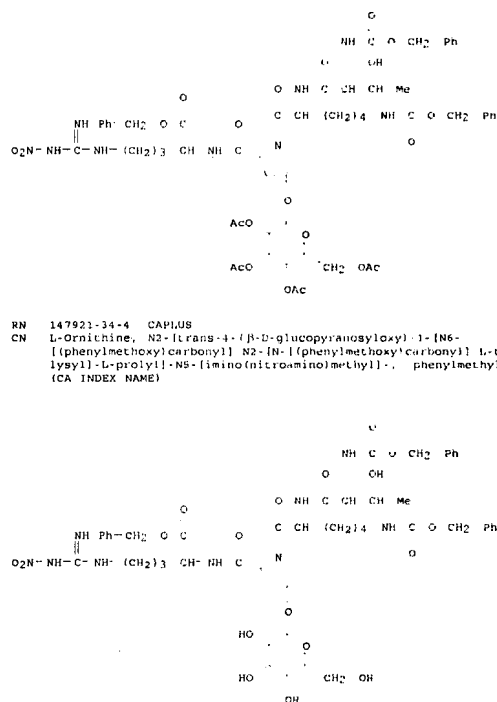 O
NH C O CH2 Ph
O OH
O NH C CH CH Me
O
NH Ph CH2 O C O C CH (CH2)4 NH C O CH2 Ph
O2N-NH-C-NH-(CH2)3 CH NH C N O
O
AcO O
AcO CH2 OAc
OAc
RN 147921-34-4 CAPLUS
CN L-Ornithine, N2-[trans-4-(β-D-glucopyranosyloxy)-1-[N6-
[(phenylmethoxy)carbonyl] N2-[N-[(phenylmethoxy)carbonyl] L-t
lysyl]-L-prolyl]-N5-[imino(nitroamino)methyl]-, phenylmethyl
(CA INDEX NAME)
O
NH C O CH2 Ph
O OH
O NH C CH CH Me
O
NH Ph-CH2 O C O C CH (CH2)4 NH C O CH2 Ph
O2N-NH-C-NH-(CH2)3 CH-NH C N O
O
HO O
HO CH2 OH
OH